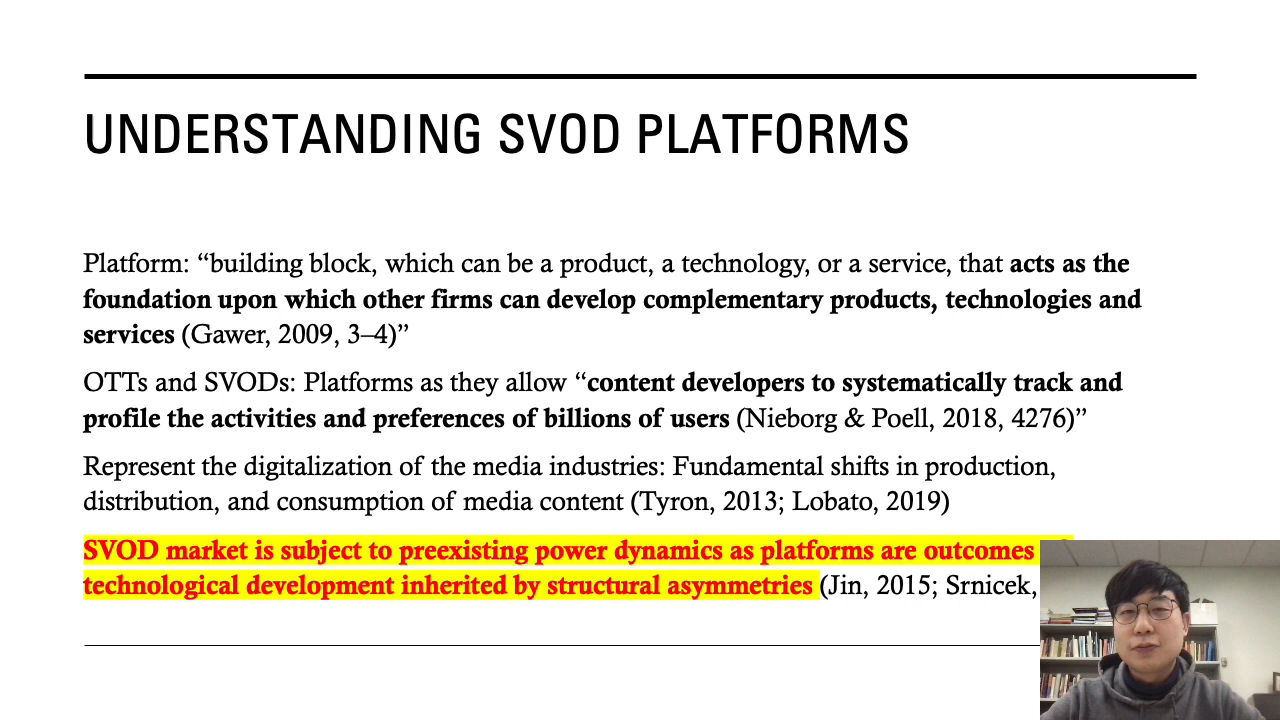 UNDERSTANDING SVOD PLATFORMS
Platform: “building block, which can be a product, a technology, or a service, that acts as the
foundation upon which other firms can develop complementary products, technologies and
services (Gawer, 2009, 3–4)”
OTTs and SVODs: Platforms as they allow “content developers to systematically track and
profile the activities and preferences of billions of users (Nieborg & Poell, 2018, 4276)”
Represent the digitalization of the media industries: Fundamental shifts in production,
distribution, and consumption of media content (Tyron, 2013; Lobato, 2019)
SVOD market is subject to preexisting power dynamics as platforms are outcomes
technological development inherited by structural asymmetries (Jin, 2015; Srnicek,